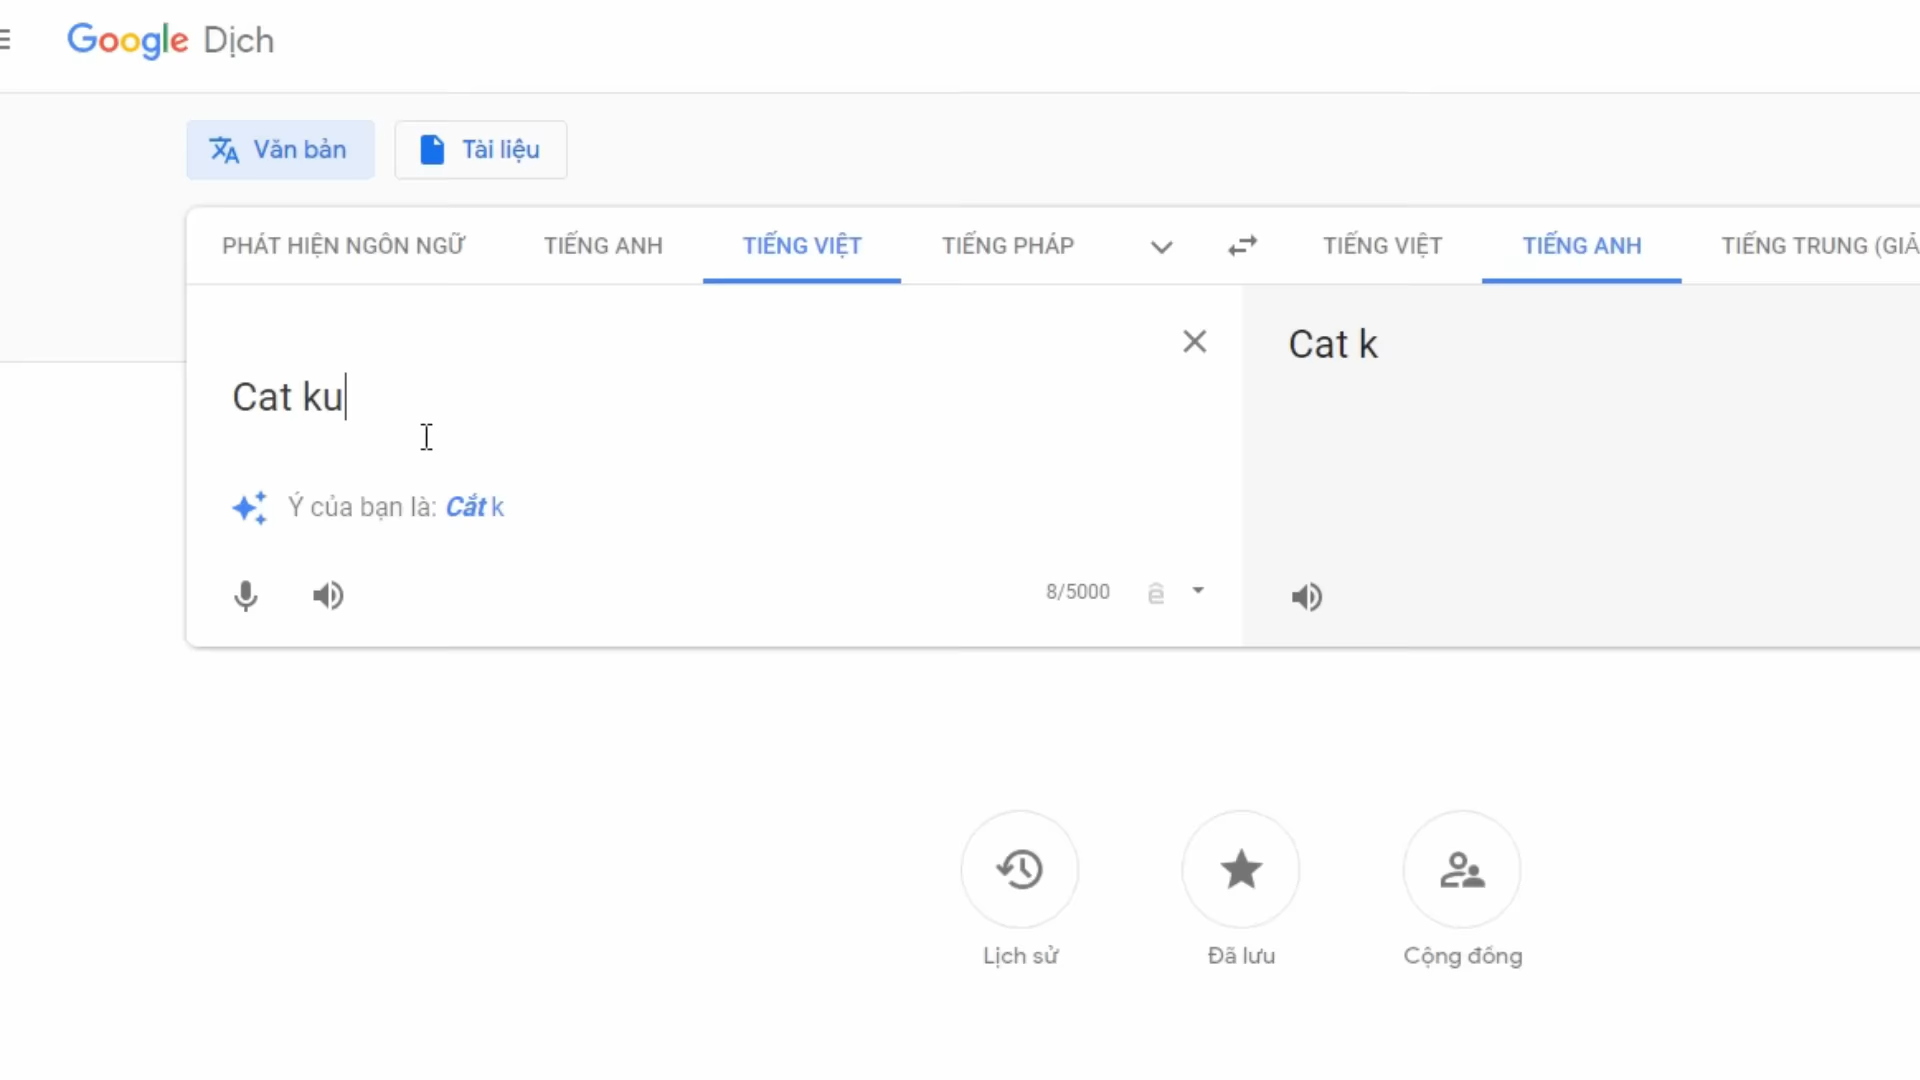 Google Dịch
Văn bản
Tài liệu
PHÁT HIỆN NGÔN NGỮ
TIẾNG ANH
TIẾNG VIỆT
TIẾNG PHÁP
TIẾNG VIỆT
TIẾNG ANH
TIẾNG TRUNG (GIẢ
Cat ku
Cat k
Ý của bạn là: Cắt k
8/5000
ê
Lịch sử
Đã lưu
Cộng đồng